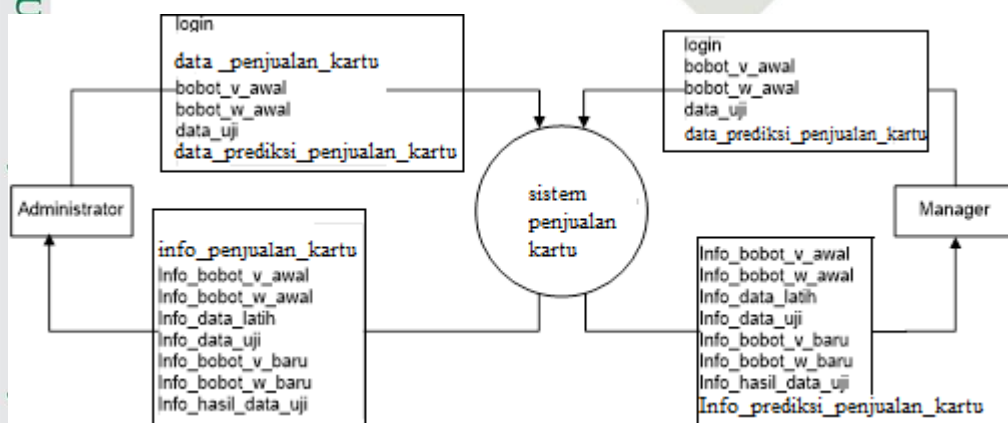 login
data _penjualan_kartu
bobot_v_awal
bobot_w_awal
data_uji
data_prediksi_penjualan_kartu
login
bobot_v_awal
bobot_w_awal
data_uji
data_prediksi_penjualan_kartu
Administrator
sistem
penjualan
kartu
Manager
info_penjualan_kartu
Info_bobot_v_awal
Info_bobot_w_awal
Info_data_latih
Info_data_uji
Info_bobot_v_baru
Info_bobot_w_baru
Info_hasil_data_uji
Info_bobot_v_awal
Info_bobot_w_awal
Info_data_latih
Info_data_uji
Info_bobot_v_baru
Info_bobot_w_baru
Info_hasil_data_uji
Info_prediksi_penjualan_kartu